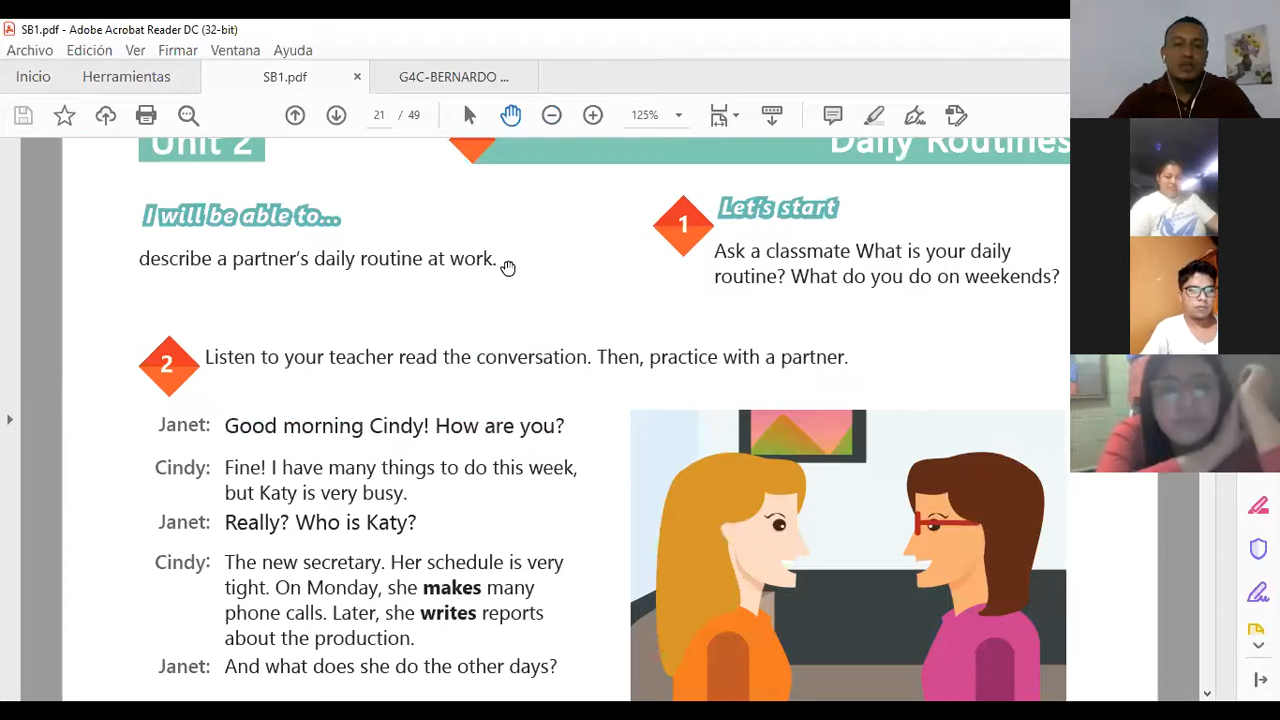 SB1.pdf - Adobe Acrobat Reader DC (32-bit)
Archivo Edición Ver Firmar Ventana Ayuda
Inicio Herramientas SB1.pdf × G4C-BERNARDO ...
21 / 49 125%
Unit 2 Daily Routines
I will be able to...
describe a partner's daily routine at work.
1 Let's start
Ask a classmate What is your daily
routine? What do you do on weekends?
2 Listen to your teacher read the conversation. Then, practice with a partner.
Janet: Good morning Cindy! How are you?
Cindy: Fine! I have many things to do this week,
but Katy is very busy.
Janet: Really? Who is Katy?
Cindy: The new secretary. Her schedule is very
tight. On Monday, she makes many
phone calls. Later, she writes reports
about the production.
Janet: And what does she do the other days?